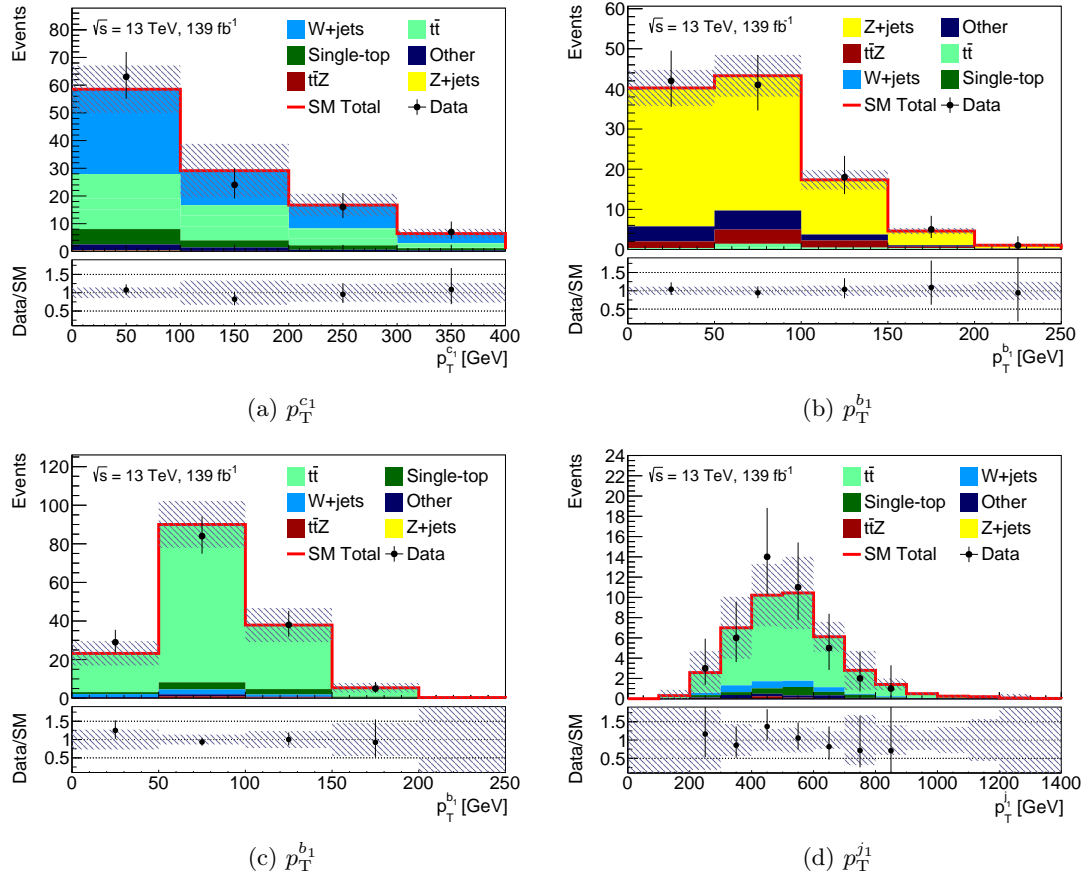 Events
√s = 13 TeV, 139 fb⁻¹
W+jets
tt̄
Single-top
Other
tt̄Z
Z+jets
SM Total
Data
80
70
60
50
40
30
20
10
0
Data/SM
1.5
1
0.5
0 50 100 150 200 250 300 350 400
p_T^{c_1} [GeV]
(a) p_T^{c1}
Events
√s = 13 TeV, 139 fb⁻¹
Z+jets
Other
tt̄Z
tt̄
W+jets
Single-top
SM Total
Data
60
50
40
30
20
10
0
Data/SM
1.5
1
0.5
0 50 100 150 200 250
p_T^{b_1} [GeV]
(b) p_T^{b1}
Events
√s = 13 TeV, 139 fb⁻¹
tt̄
Single-top
W+jets
Other
tt̄Z
Z+jets
SM Total
Data
120
100
80
60
40
20
0
Data/SM
1.5
1
0.5
0 50 100 150 200 250
p_T^{b_1} [GeV]
(c) p_T^{b1}
Events
√s = 13 TeV, 139 fb⁻¹
tt̄
W+jets
Single-top
Other
tt̄Z
Z+jets
SM Total
Data
24
22
20
18
16
14
12
10
8
6
4
2
0
Data/SM
1.5
1
0.5
0 200 400 600 800 1000 1200 1400
p_T^{j_1} [GeV]
(d) p_T^{j1}